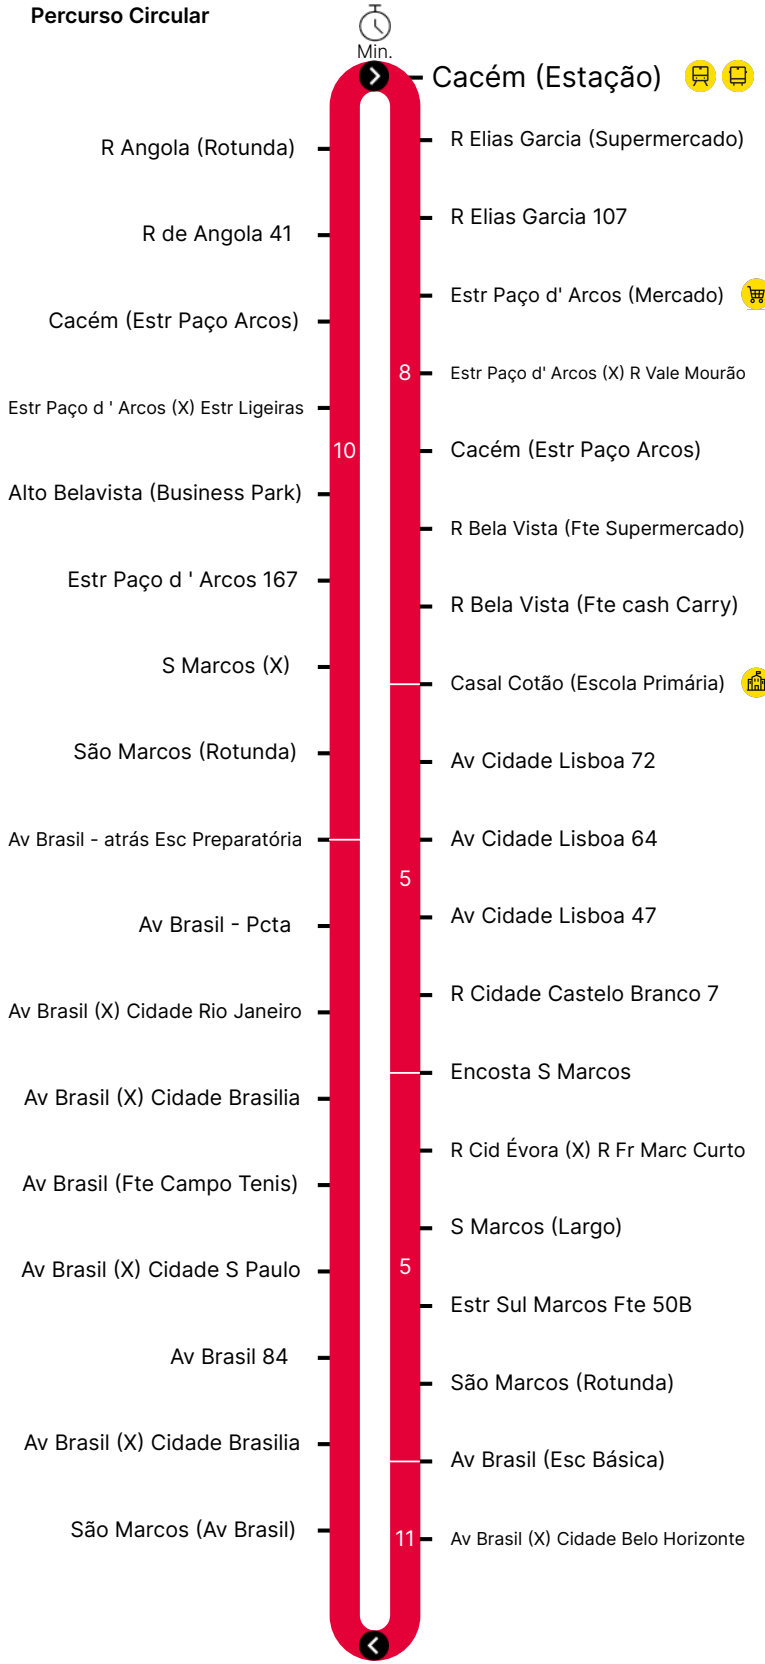 Percurso Circular
Min.
Cacém (Estação)
R Elias Garcia (Supermercado)
R Elias Garcia 107
Estr Paço d' Arcos (Mercado)
8
Estr Paço d' Arcos (X) R Vale Mourão
Cacém (Estr Paço Arcos)
R Bela Vista (Fte Supermercado)
R Bela Vista (Fte cash Carry)
Casal Cotão (Escola Primária)
Av Cidade Lisboa 72
Av Cidade Lisboa 64
5
Av Cidade Lisboa 47
R Cidade Castelo Branco 7
Encosta S Marcos
R Cid Évora (X) R Fr Marc Curto
S Marcos (Largo)
5
Estr Sul Marcos Fte 50B
São Marcos (Rotunda)
Av Brasil (Esc Básica)
11
Av Brasil (X) Cidade Belo Horizonte
R Angola (Rotunda)
R de Angola 41
Cacém (Estr Paço Arcos)
Estr Paço d ' Arcos (X) Estr Ligeiras
10
Alto Belavista (Business Park)
Estr Paço d ' Arcos 167
S Marcos (X)
São Marcos (Rotunda)
Av Brasil - atrás Esc Preparatória
Av Brasil - Pcta
Av Brasil (X) Cidade Rio Janeiro
Av Brasil (X) Cidade Brasilia
Av Brasil (Fte Campo Tenis)
Av Brasil (X) Cidade S Paulo
Av Brasil 84
Av Brasil (X) Cidade Brasilia
São Marcos (Av Brasil)